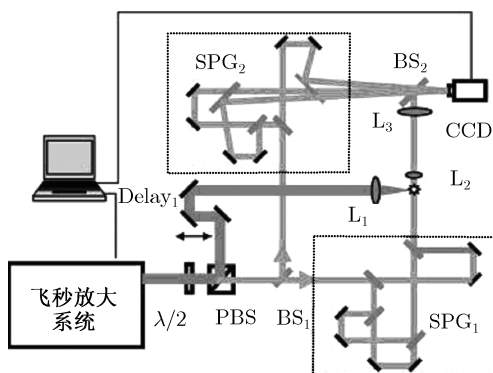 SPG₂
BS₂
L₃
CCD
L₂
Delay₁
L₁
飞秒放大
系统
λ/2
PBS
BS₁
SPG₁